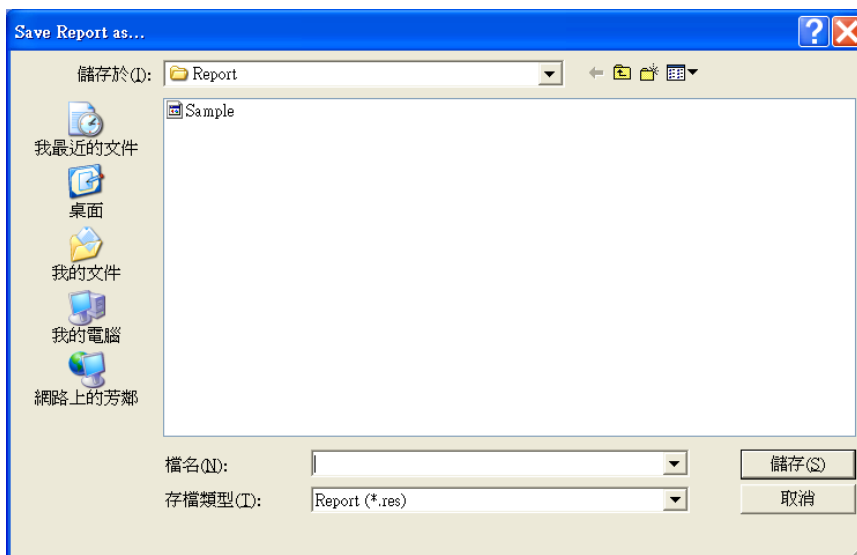 Save Report as...
儲存於(I):
Report
Sample
我最近的文件
桌面
我的文件
我的電腦
網路上的芳鄰
檔名(N):
儲存(S)
存檔類型(T):
Report (*.res)
取消